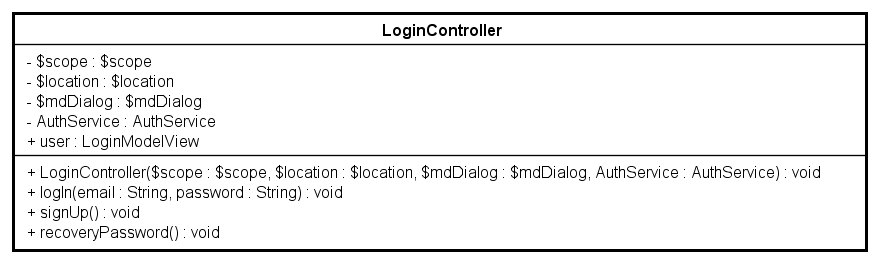 LoginController
- $scope : $scope
- $location : $location
- $mdDialog : $mdDialog
- AuthService : AuthService
+ user : LoginModelView
+ LoginController($scope : $scope, $location : $location, $mdDialog : $mdDialog, AuthService : AuthService) : void
+ logIn(email : String, password : String) : void
+ signUp() : void
+ recoveryPassword() : void